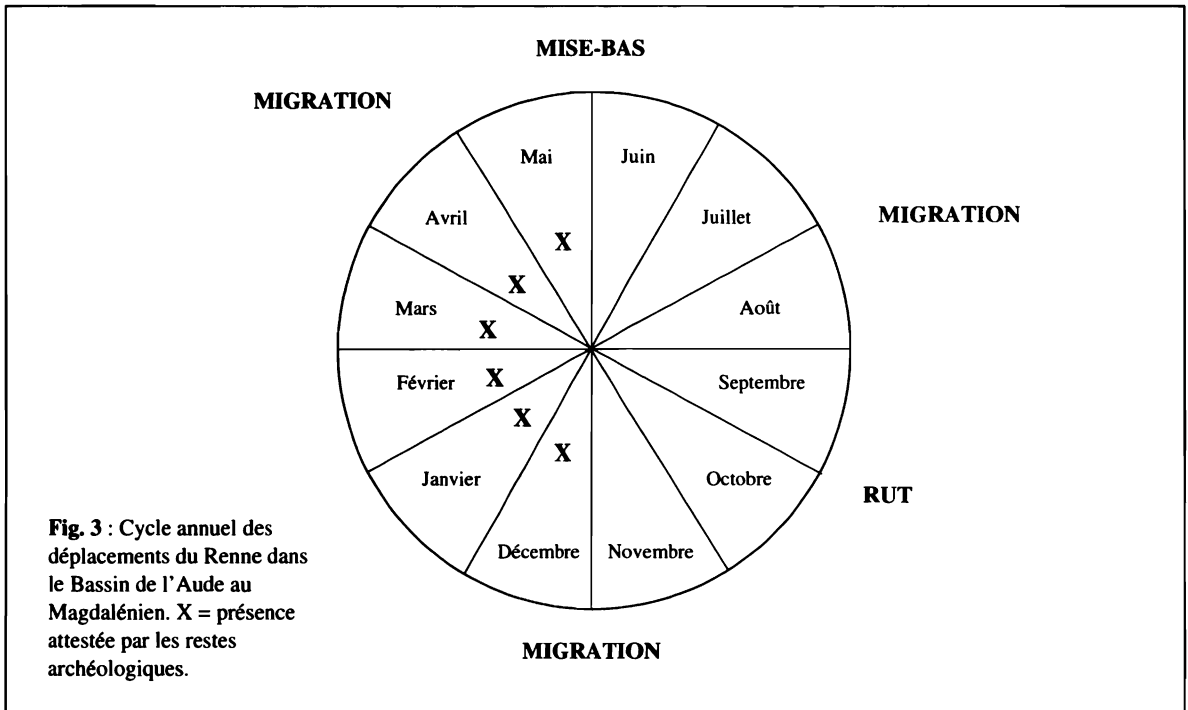 MISE-BAS
MIGRATION
Mai
Juin
Avril
Juillet
MIGRATION
X
X
Mars
X
Août
Février
X
Septembre
X
X
Janvier
Octobre
RUT
Décembre
Novembre
MIGRATION
Fig. 3 : Cycle annuel des
déplacements du Renne dans
le Bassin de l'Aude au
Magdalénien. X = présence
attestée par les restes
archéologiques.